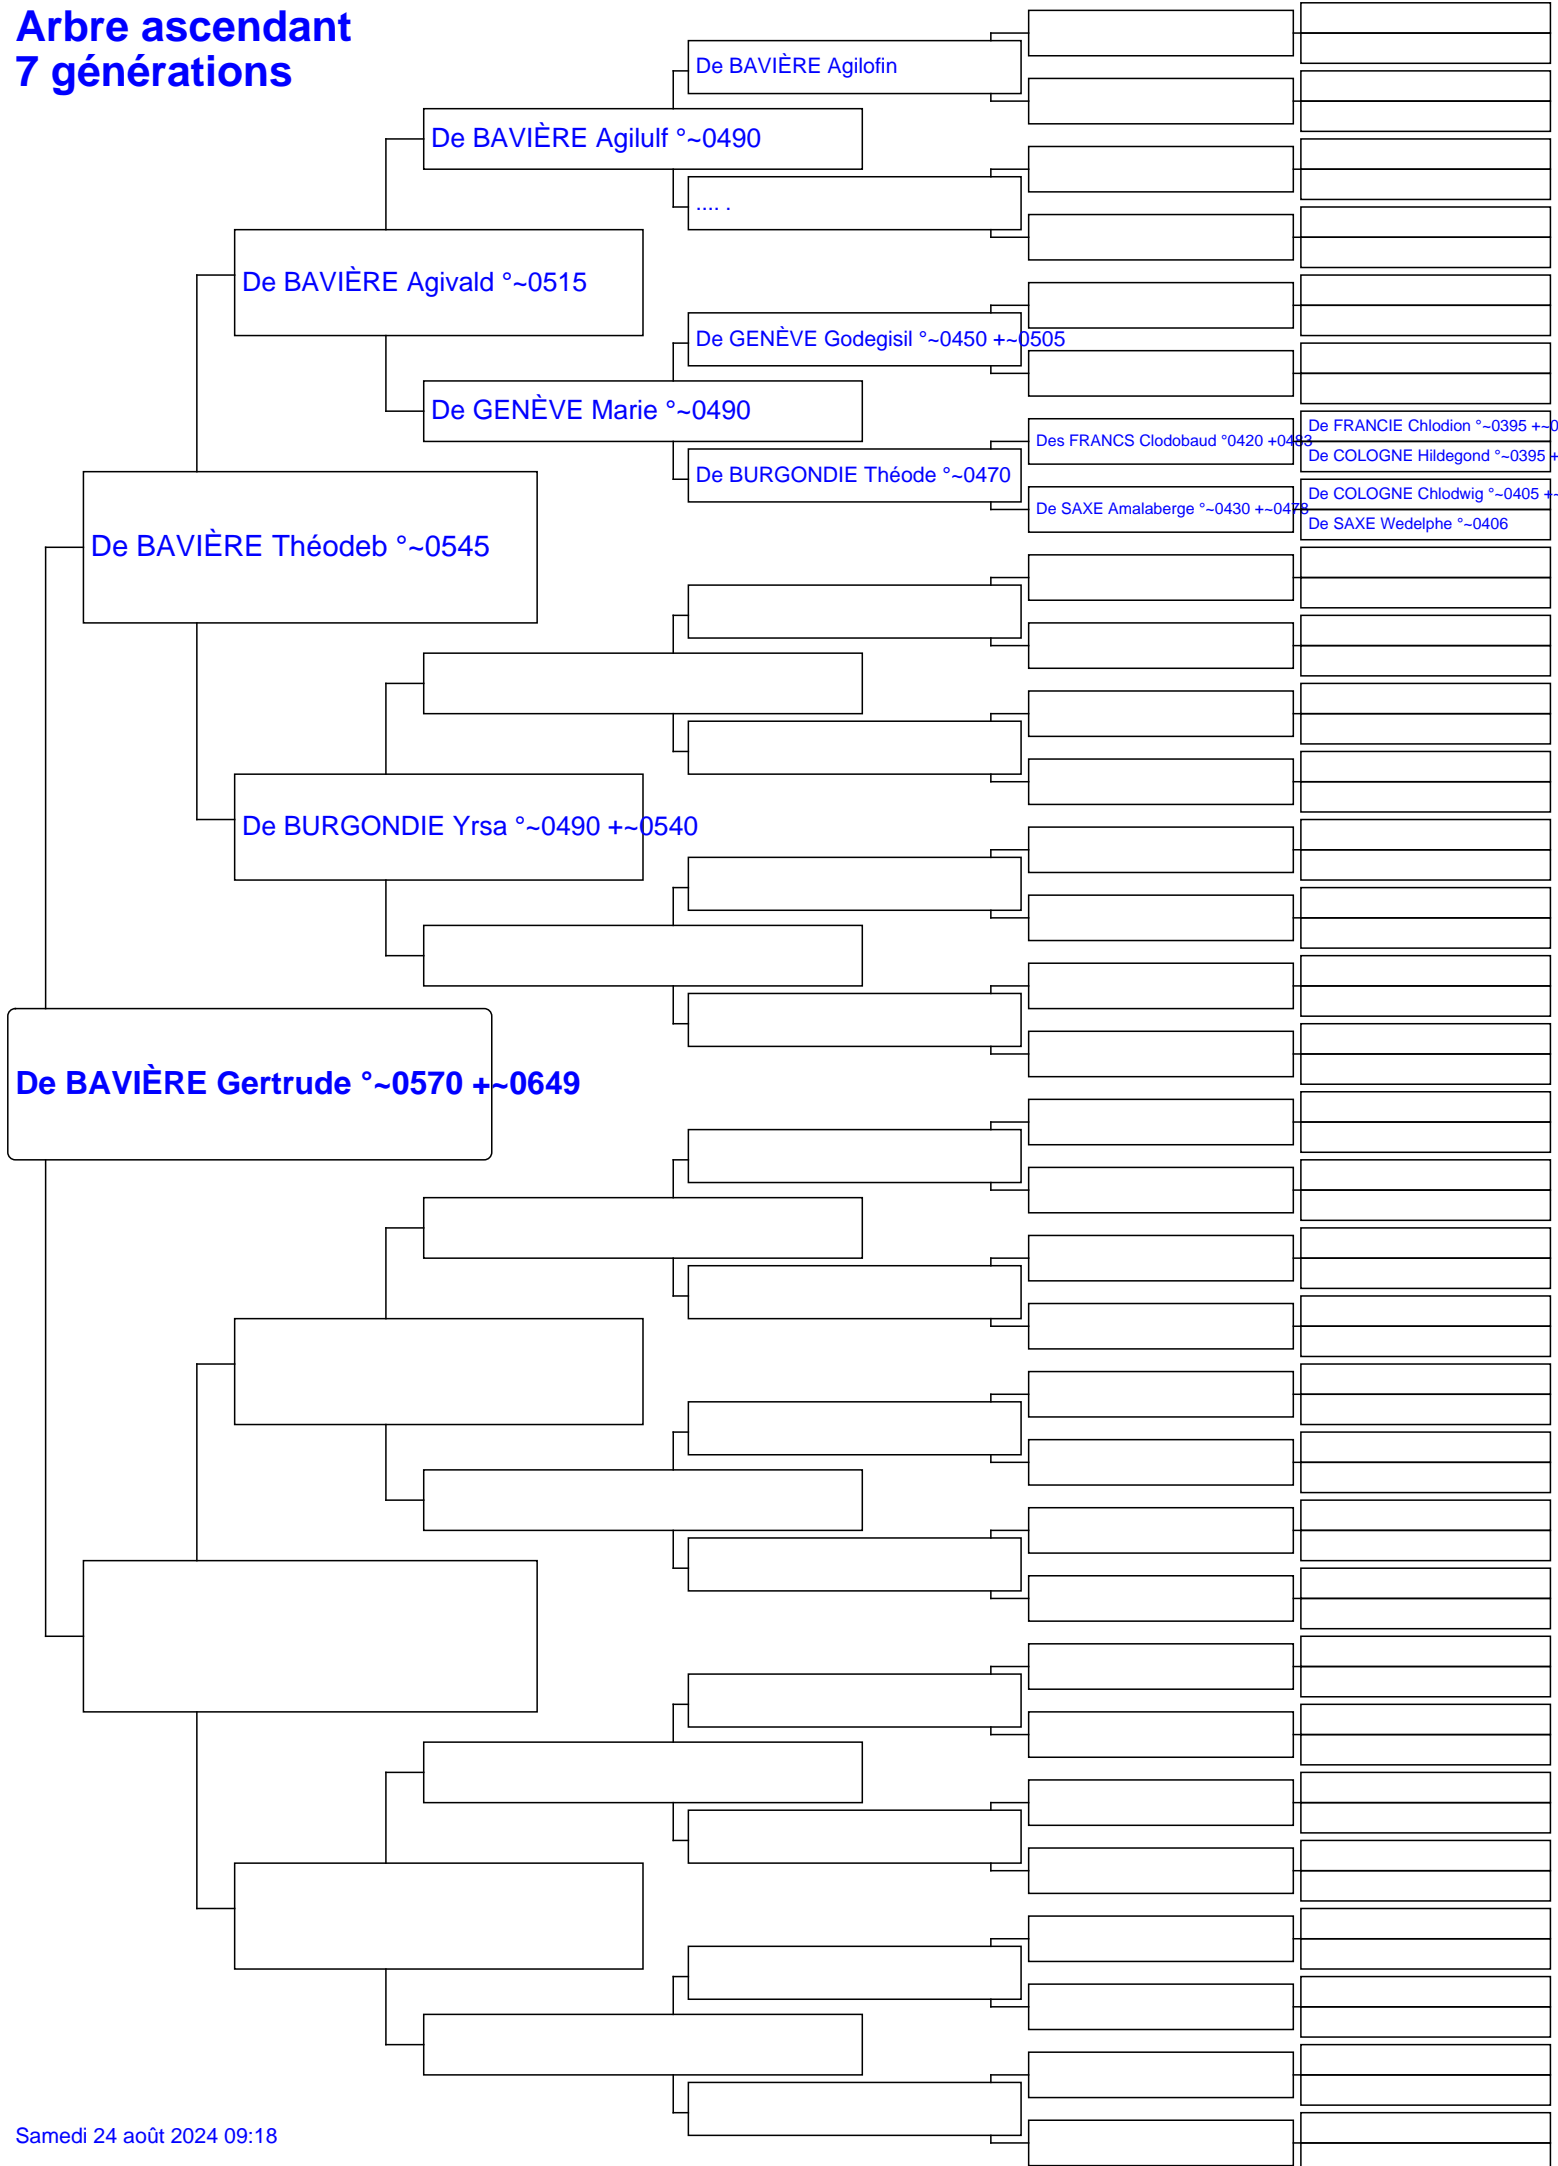 Arbre ascendant
7 générations
De BAVIÈRE Agilofin
De BAVIÈRE Agilulf °~0490
.... .
De BAVIÈRE Agivald °~0515
De GENÈVE Godegisil °~0450 +~0505
De GENÈVE Marie °~0490
De FRANCIE Chlodion °~0395 +~0
Des FRANCS Clodobaud °0420 +0483
De COLOGNE Hildegond °~0395 +
De BURGONDIE Théode °~0470
De COLOGNE Chlodwig °~0405 +~
De SAXE Amalaberge °~0430 +~0478
De SAXE Wedelphe °~0406
De BAVIÈRE Théodeb °~0545
De BURGONDIE Yrsa °~0490 +~0540
De BAVIÈRE Gertrude °~0570 +~0649
Samedi 24 août 2024 09:18